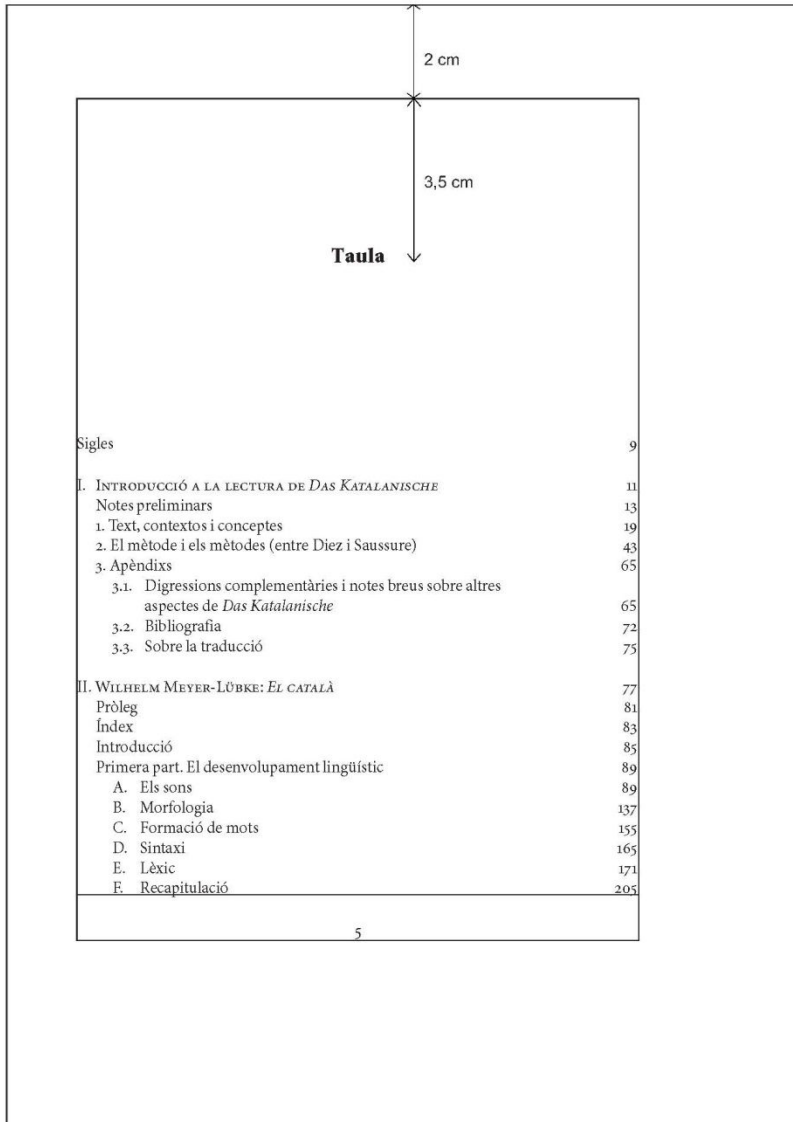 2 cm
3,5 cm
Taula
Sigles 9
I. Introducció a la lectura de Das Katalanische 11
Notes preliminars 13
1. Text, contextos i conceptes 19
2. El mètode i els mètodes (entre Diez i Saussure) 43
3. Apèndixs 65
3.1. Digressions complementàries i notes breus sobre altres
aspectes de Das Katalanische 65
3.2. Bibliografia 72
3.3. Sobre la traducció 75
II. Wilhelm Meyer-Lübke: El català 77
Pròleg 81
Índex 83
Introducció 85
Primera part. El desenvolupament lingüístic 89
A. Els sons 89
B. Morfologia 137
C. Formació de mots 155
D. Sintaxi 165
E. Lèxic 171
F. Recapitulació 205
5